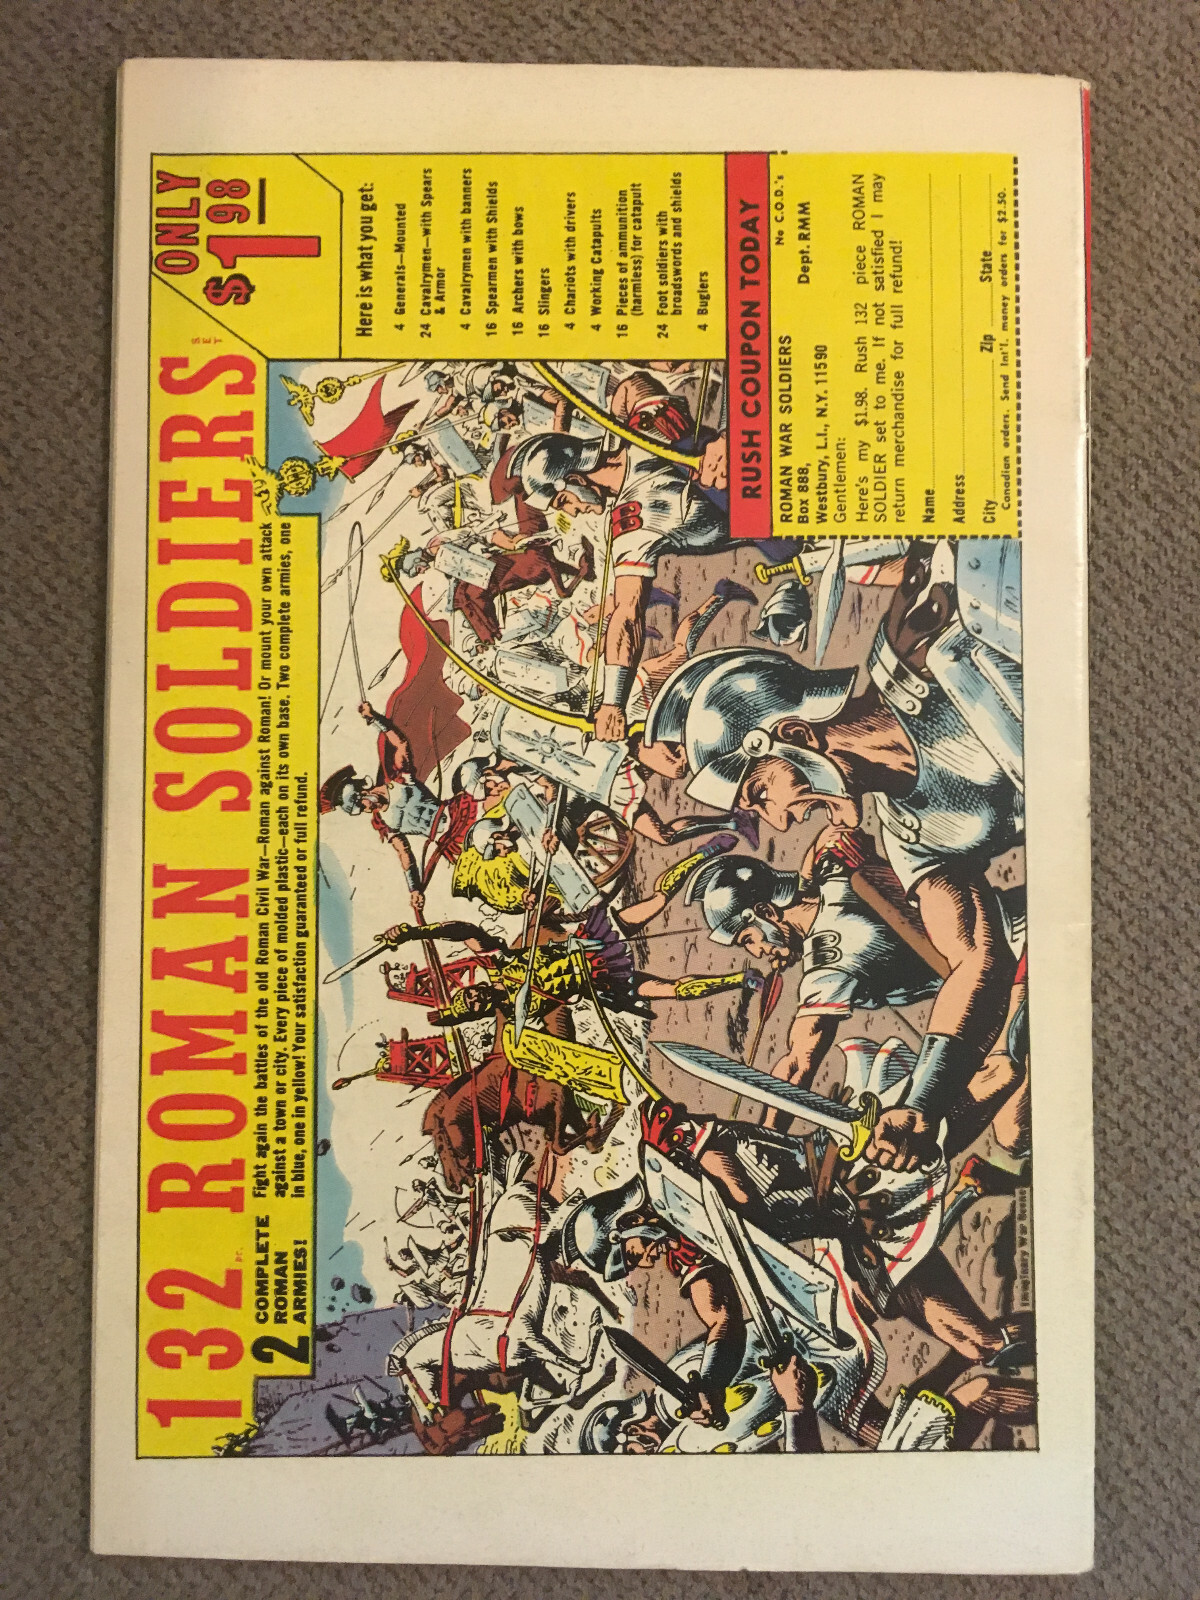 132 PC. ROMAN SOLDIERS SET
ONLY
$1.98
2 COMPLETE
ROMAN
ARMIES!
Fight again the battles of the old Roman Civil War—Roman against Roman! Or mount your own attack
against a town or city. Every piece of molded plastic—each on its own base. Two complete armies, one
in blue, one in yellow! Your satisfaction guaranteed or full refund.
Here is what you get:
4 Generals—Mounted
24 Cavalrymen—with Spears
& Armor
4 Cavalrymen with banners
16 Spearmen with Shields
16 Archers with bows
16 Slingers
4 Chariots with drivers
4 Working Catapults
16 Pieces of ammunition
(harmless) for catapult
24 Foot soldiers with
broadswords and shields
4 Buglers
RUSH COUPON TODAY
No C.O.D.'s
ROMAN WAR SOLDIERS
Box 888, Dept. RMM
Westbury, L.I., N.Y. 11590
Gentlemen:
Here's my $1.98. Rush 132 piece ROMAN
SOLDIER set to me. If not satisfied I may
return merchandise for full refund!
Name
Address
City Zip State
Canadian orders. Send Int'l. money orders for $2.50.
Imaginary War Scene